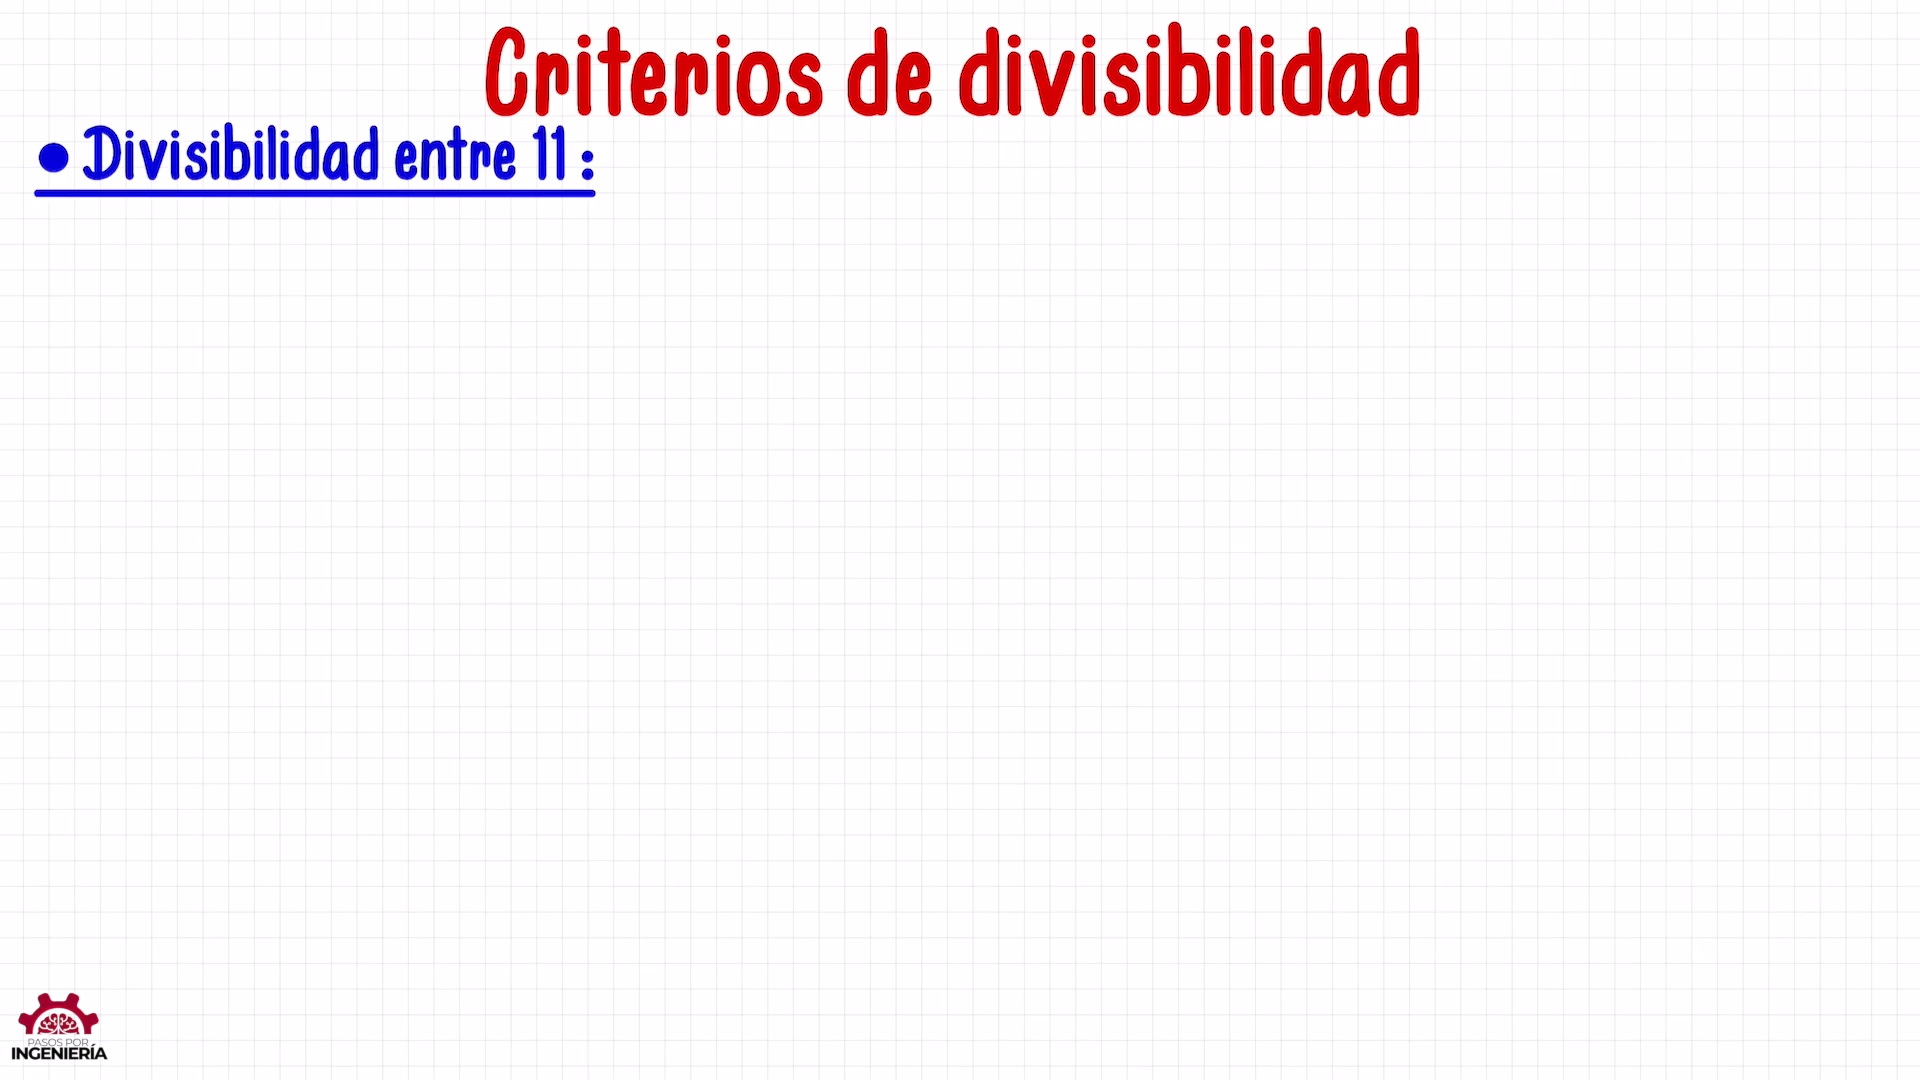 Criterios de divisibilidad
• Divisibilidad entre 11 :
PASOS POR
INGENIERÍA